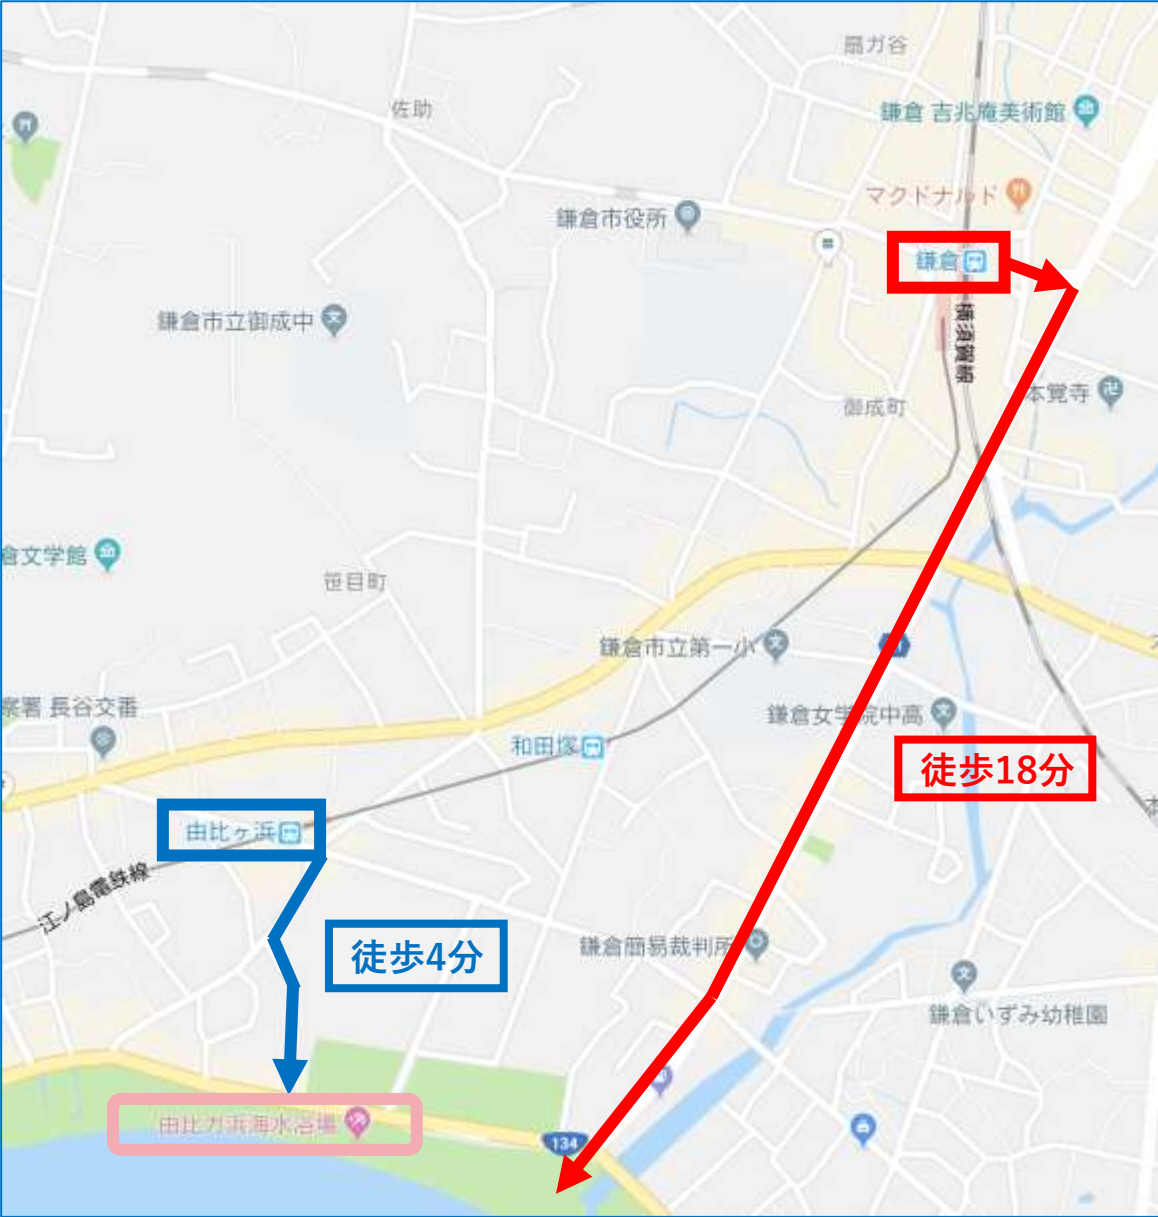 扇ガ谷
佐助
鎌倉 吉兆庵美術館
マクドナルド
鎌倉市役所
鎌倉
横須賀線
鎌倉市立御成中
本覚寺
御成町
倉文学館
笹目町
鎌倉市立第一小
察署 長谷交番
鎌倉女学院中高
和田塚
徒歩18分
由比ヶ浜
江ノ島電鉄線
徒歩4分
鎌倉簡易裁判所
鎌倉いずみ幼稚園
由比ガ浜海水浴場
134